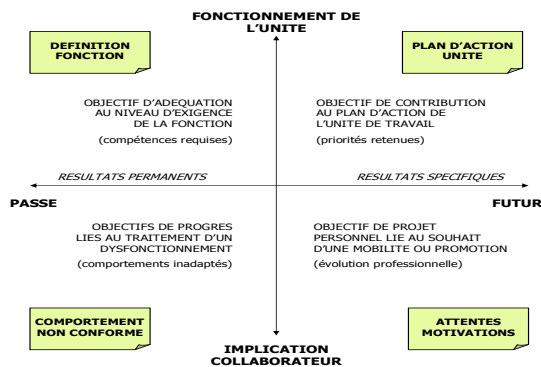 FONCTIONNEMENT DE
L'UNITE
DEFINITION
FONCTION
PLAN D'ACTION
UNITE
OBJECTIF D'ADEQUATION
AU NIVEAU D'EXIGENCE
DE LA FONCTION
(compétences requises)
OBJECTIF DE CONTRIBUTION
AU PLAN D'ACTION DE
L'UNITE DE TRAVAIL
(priorités retenues)
RESULTATS PERMANENTS
RESULTATS SPECIFIQUES
PASSE
FUTUR
OBJECTIFS DE PROGRES
LIES AU TRAITEMENT D'UN
DYSFONCTIONNEMENT
(comportements inadaptés)
OBJECTIF DE PROJET
PERSONNEL LIE AU SOUHAIT
D'UNE MOBILITE OU PROMOTION
(évolution professionnelle)
COMPORTEMENT
NON CONFORME
ATTENTES
MOTIVATIONS
IMPLICATION
COLLABORATEUR